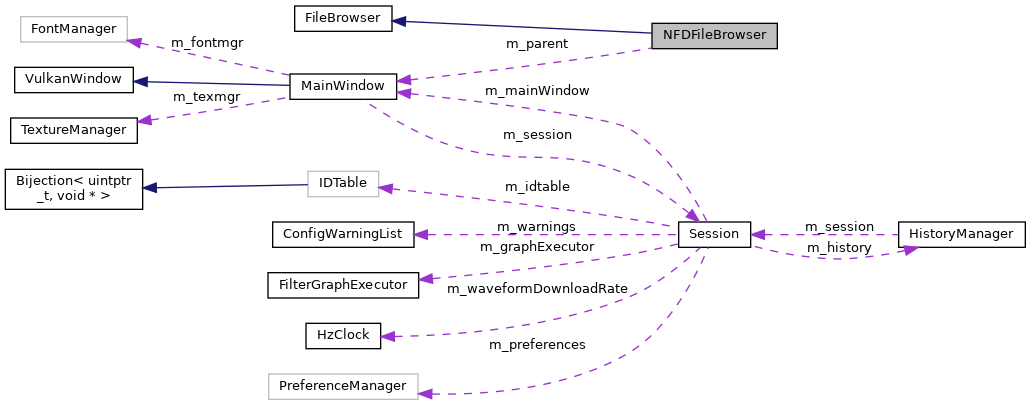 FileBrowser
NFDFileBrowser
FontManager
m_fontmgr
m_parent
VulkanWindow
MainWindow
m_mainWindow
m_texmgr
TextureManager
m_session
Bijection< uintptr
_t, void * >
IDTable
m_idtable
ConfigWarningList
m_warnings
Session
m_session
HistoryManager
m_graphExecutor
m_history
FilterGraphExecutor
m_waveformDownloadRate
HzClock
m_preferences
PreferenceManager